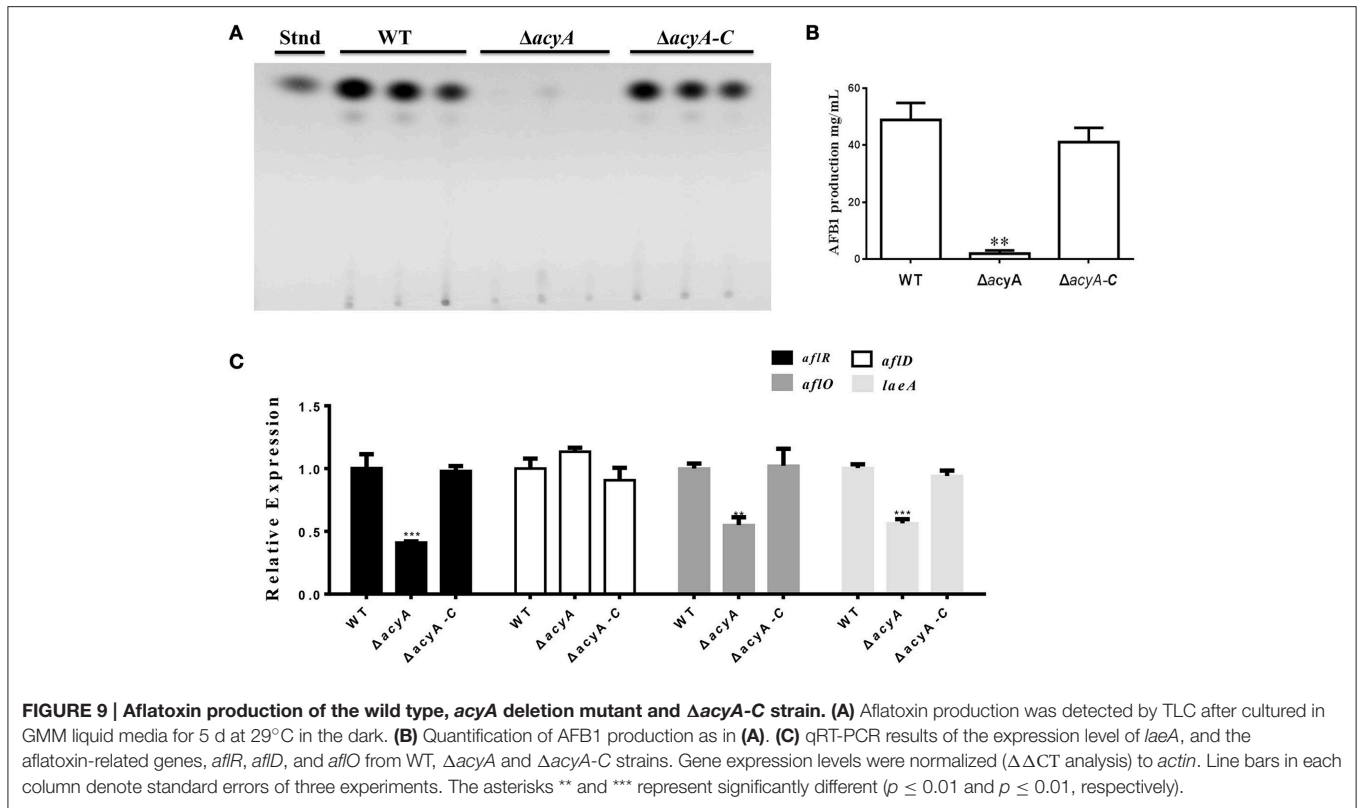 A
Stnd WT ΔacyA ΔacyA-C
B
AFB1 production mg/mL
60
40
20
0
**
WT ΔacyA ΔacyA-C
C
aflR aflD
aflO laeA
Relative Expression
1.5
1.0
0.5
0.0
*** ** ***
WT ΔacyA ΔacyA-C WT ΔacyA ΔacyA-C WT ΔacyA ΔacyA-C WT ΔacyA ΔacyA-C
FIGURE 9 | Aflatoxin production of the wild type, acyA deletion mutant and ΔacyA-C strain. (A) Aflatoxin production was detected by TLC after cultured in
GMM liquid media for 5 d at 29°C in the dark. (B) Quantification of AFB1 production as in (A). (C) qRT-PCR results of the expression level of laeA, and the
aflatoxin-related genes, aflR, aflD, and aflO from WT, ΔacyA and ΔacyA-C strains. Gene expression levels were normalized (ΔΔCT analysis) to actin. Line bars in each
column denote standard errors of three experiments. The asterisks ** and *** represent significantly different (p ≤ 0.01 and p ≤ 0.01, respectively).